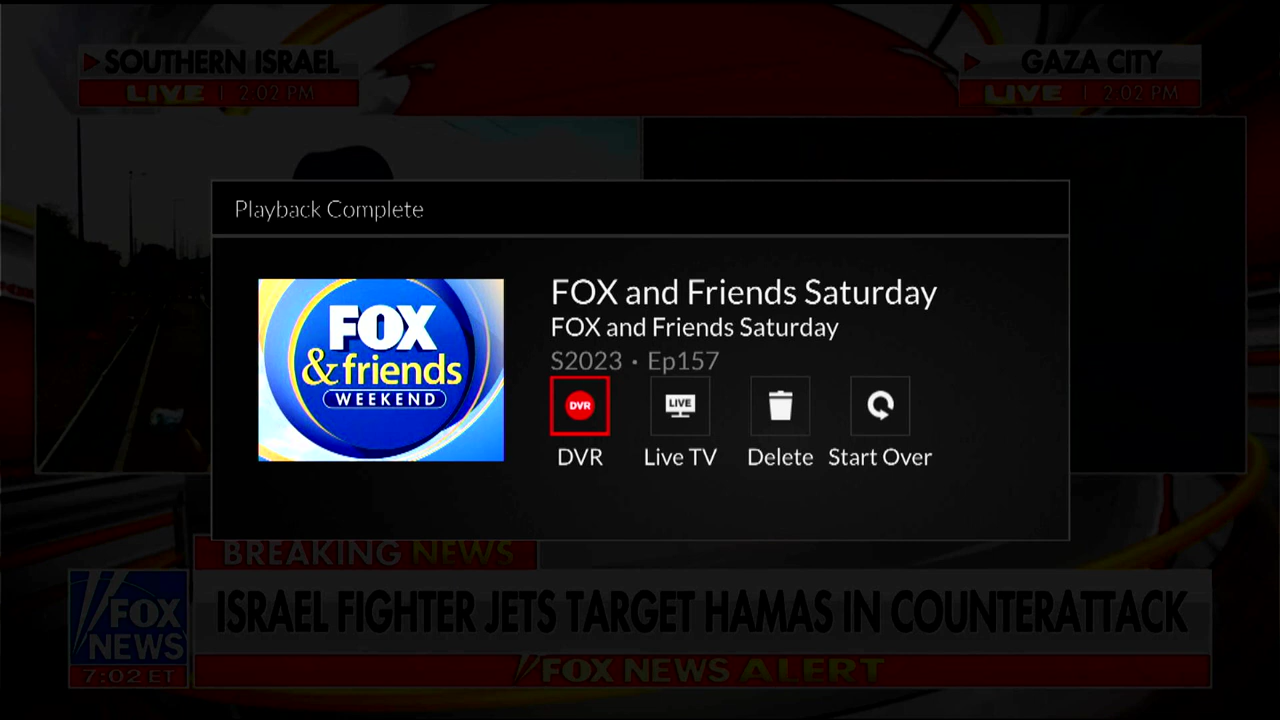 SOUTHERN ISRAEL
LIVE | 2:02 PM
GAZA CITY
LIVE | 2:02 PM
Playback Complete
FOX
&friends
WEEKEND
FOX and Friends Saturday
FOX and Friends Saturday
S2023 • Ep157
DVR
LIVE
DVR
Live TV
Delete
Start Over
BREAKING NEWS
ISRAEL FIGHTER JETS TARGET HAMAS IN COUNTERATTACK
FOX
NEWS
7:02 ET
FOX NEWS ALERT